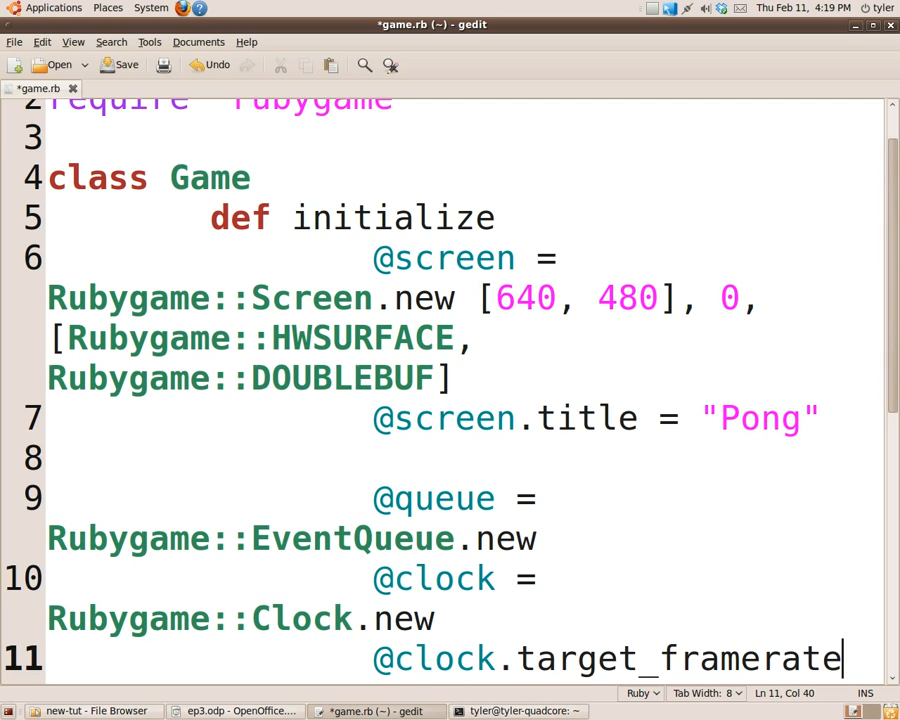 Applications Places System Thu Feb 11, 4:19 PM tyler
*game.rb (~) - gedit
File Edit View Search Tools Documents Help
Open Save Undo
*game.rb
2 require 'rubygame'
3
4 class Game
5 def initialize
6 @screen =
Rubygame::Screen.new [640, 480], 0,
[Rubygame::HWSURFACE,
Rubygame::DOUBLEBUF]
7 @screen.title = "Pong"
8
9 @queue =
Rubygame::EventQueue.new
10 @clock =
Rubygame::Clock.new
11 @clock.target_framerate
Ruby Tab Width: 8 Ln 11, Col 40 INS
new-tut - File Browser ep3.odp - OpenOffice.... *game.rb (~) - gedit tyler@tyler-quadcore: ~